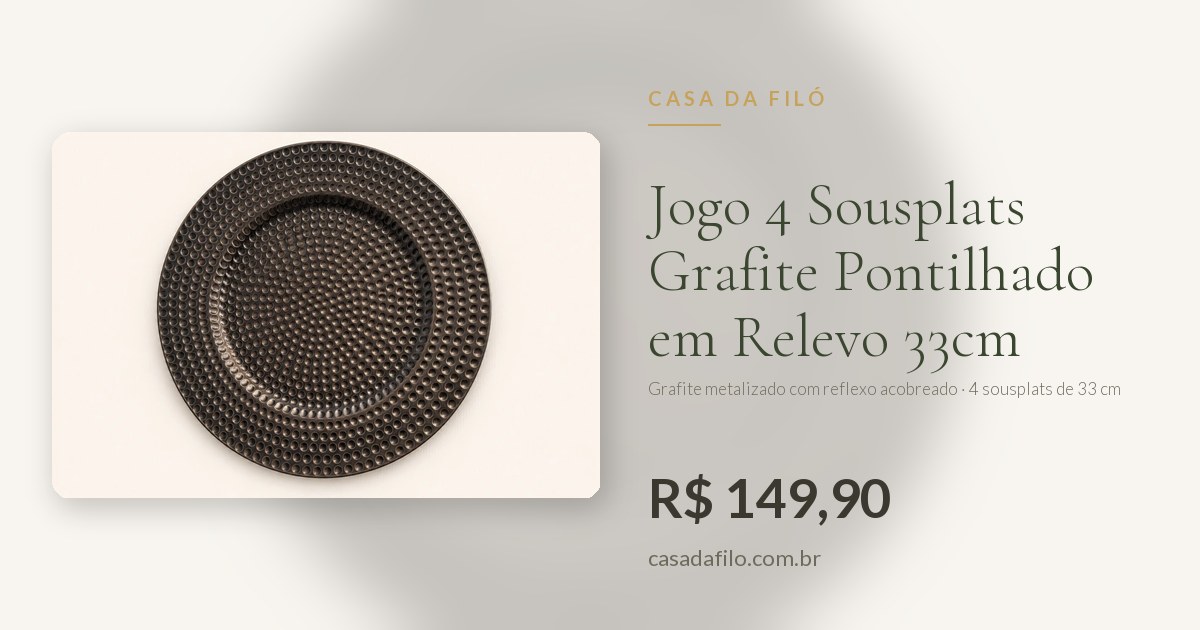 CASA DA FILÓ
Jogo 4 Sousplats
Grafite Pontilhado
em Relevo 33cm
Grafite metalizado com reflexo acobreado · 4 sousplats de 33 cm
R$ 149,90
casadafilo.com.br